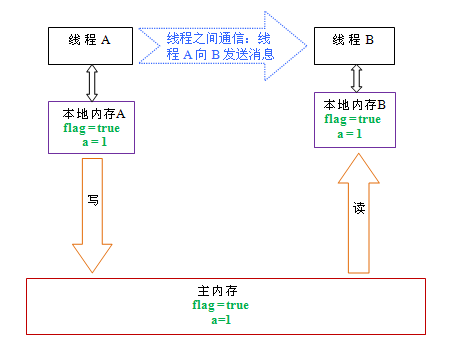 线程 A
线程之间通信：线
程 A 向 B 发送消息
线程 B
本地内存A
flag = true
a = 1
本地内存B
flag = true
a = 1
写
读
主内存
flag = true
a=1